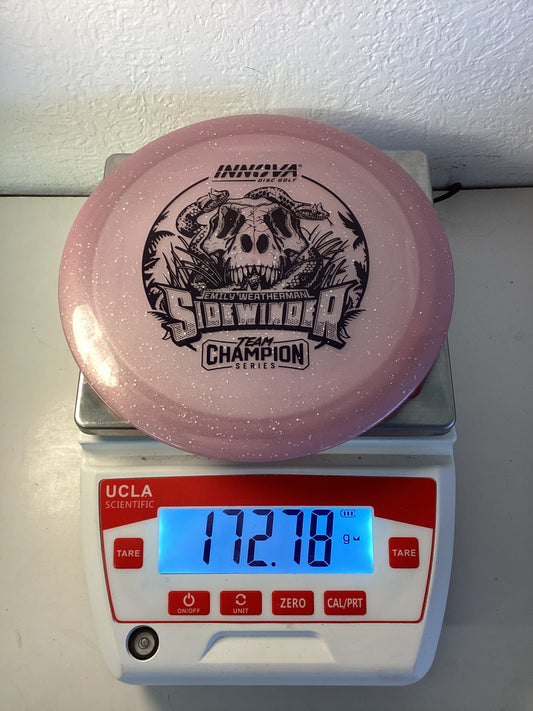 INNOVA
DISC GOLF
EMILY WEATHERMAN
SIDEWINDER
TEAM
CHAMPION
SERIES
UCLA
SCIENTIFIC
172.78
g
TARE
TARE
ON/OFF
UNIT
ZERO
CAL/PRT